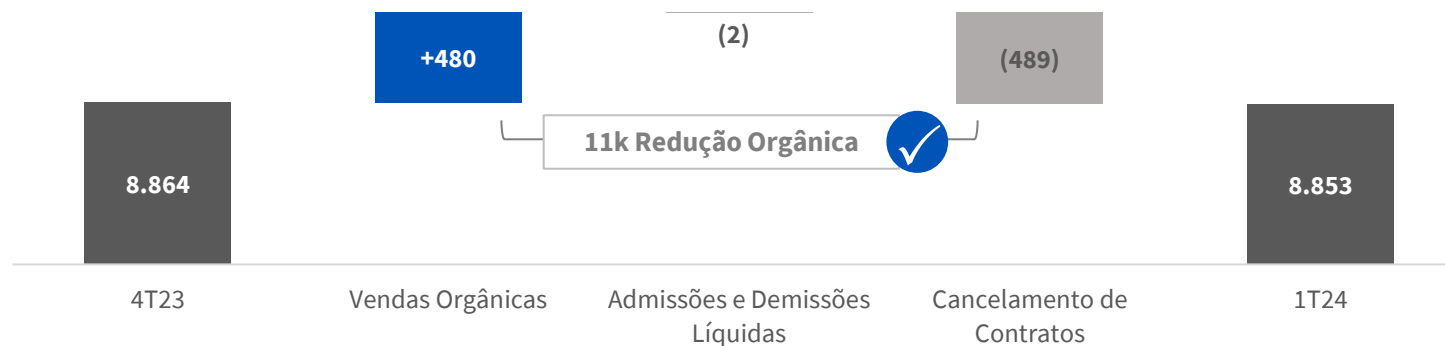 (2)
+480
(489)
11k Redução Orgânica
8.864
8.853
4T23
Vendas Orgânicas
Admissões e Demissões
Líquidas
Cancelamento de
Contratos
1T24